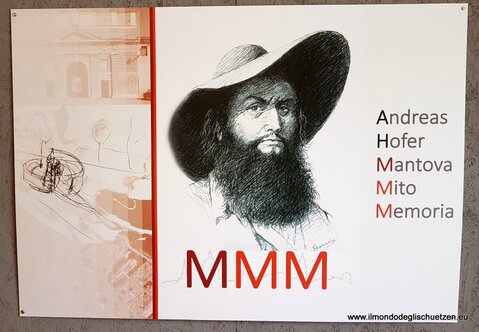 Andreas
Hofer
Mantova
Mito
Memoria
MMM
www.ilmondodeglischuetzen.eu